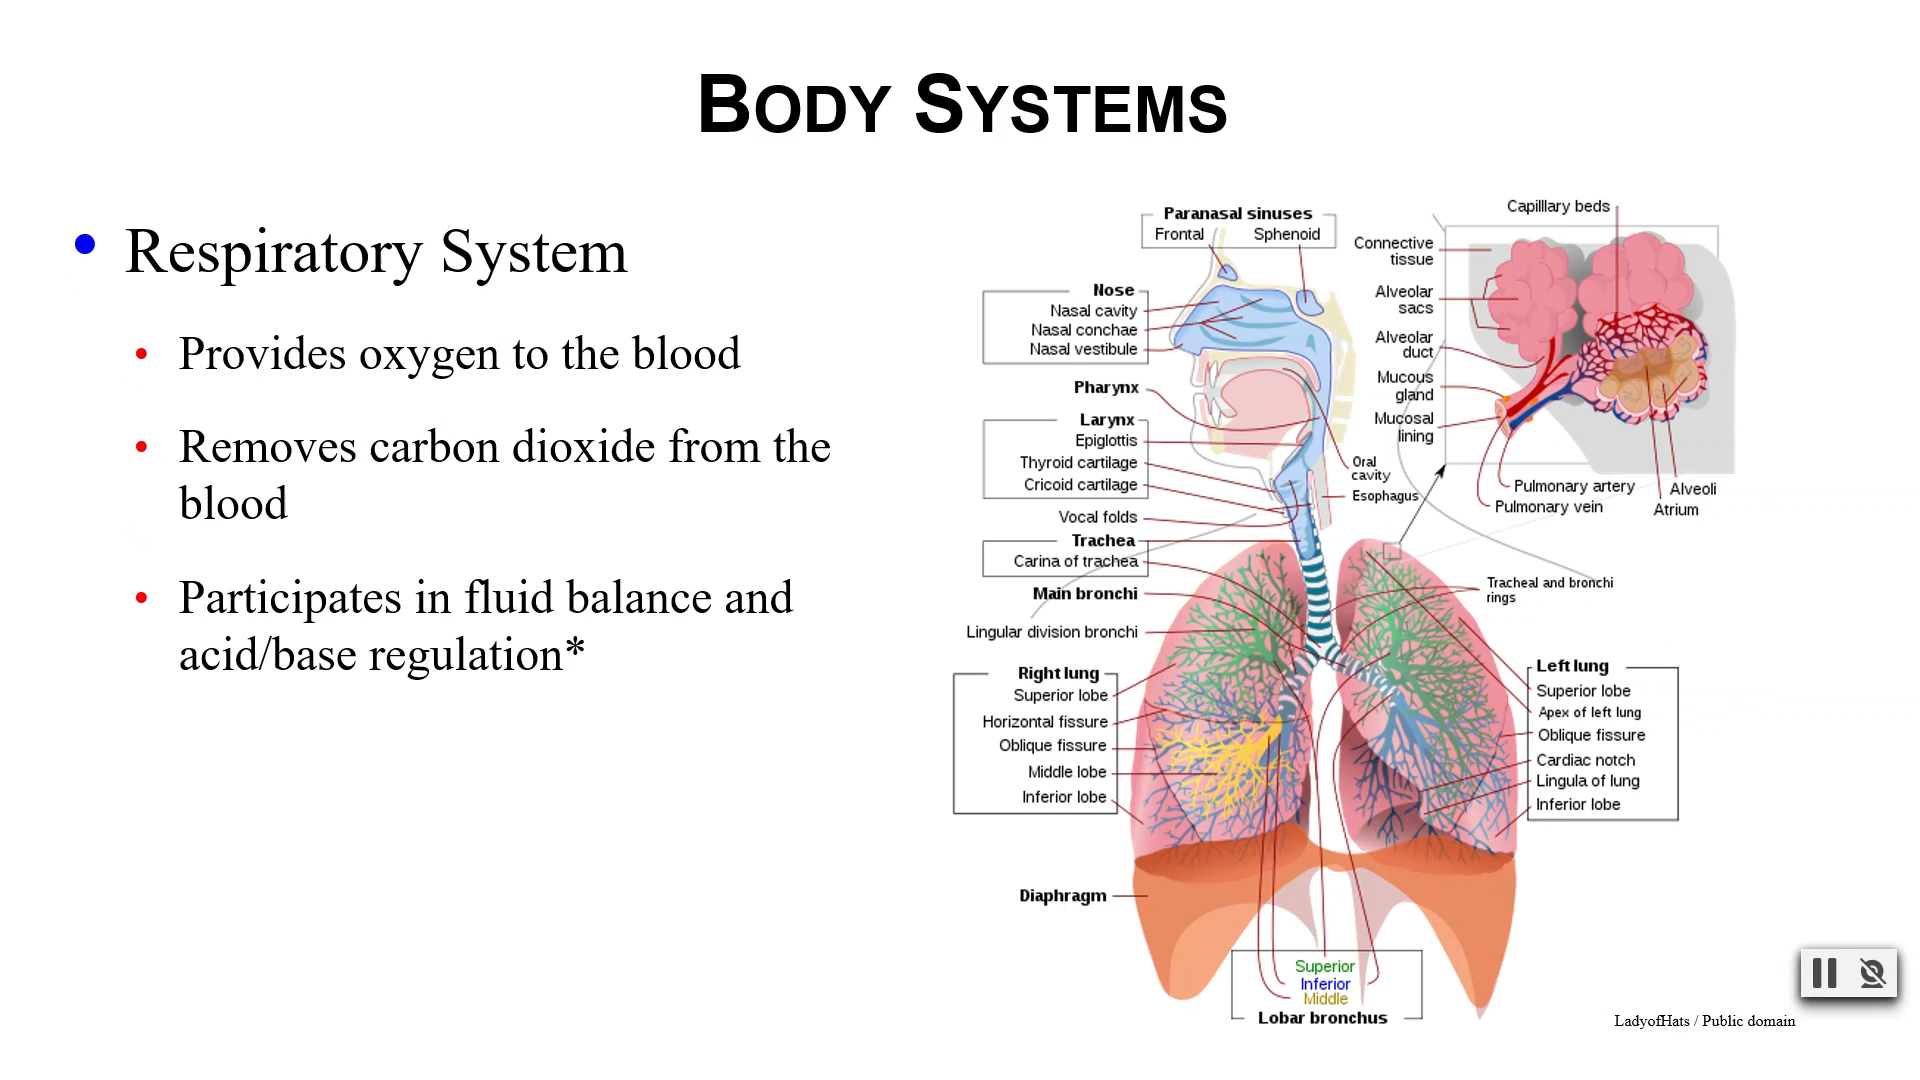 BODY SYSTEMS
• Respiratory System
• Provides oxygen to the blood
• Removes carbon dioxide from the
blood
• Participates in fluid balance and
acid/base regulation*
Paranasal sinuses
Frontal
Sphenoid
Nose
Nasal cavity
Nasal conchae
Nasal vestibule
Pharynx
Larynx
Epiglottis
Thyroid cartilage
Cricoid cartilage
Vocal folds
Trachea
Carina of trachea
Main bronchi
Lingular division bronchi
Right lung
Superior lobe
Horizontal fissure
Oblique fissure
Middle lobe
Inferior lobe
Diaphragm
Capilllary beds
Connective
tissue
Alveolar
sacs
Alveolar
duct
Mucous
gland
Mucosal
lining
Oral
cavity
Esophagus
Pulmonary artery
Pulmonary vein
Alveoli
Atrium
Tracheal and bronchi
rings
Left lung
Superior lobe
Apex of left lung
Oblique fissure
Cardiac notch
Lingula of lung
Inferior lobe
Superior
Inferior
Middle
Lobar bronchus
LadyofHats / Public domain